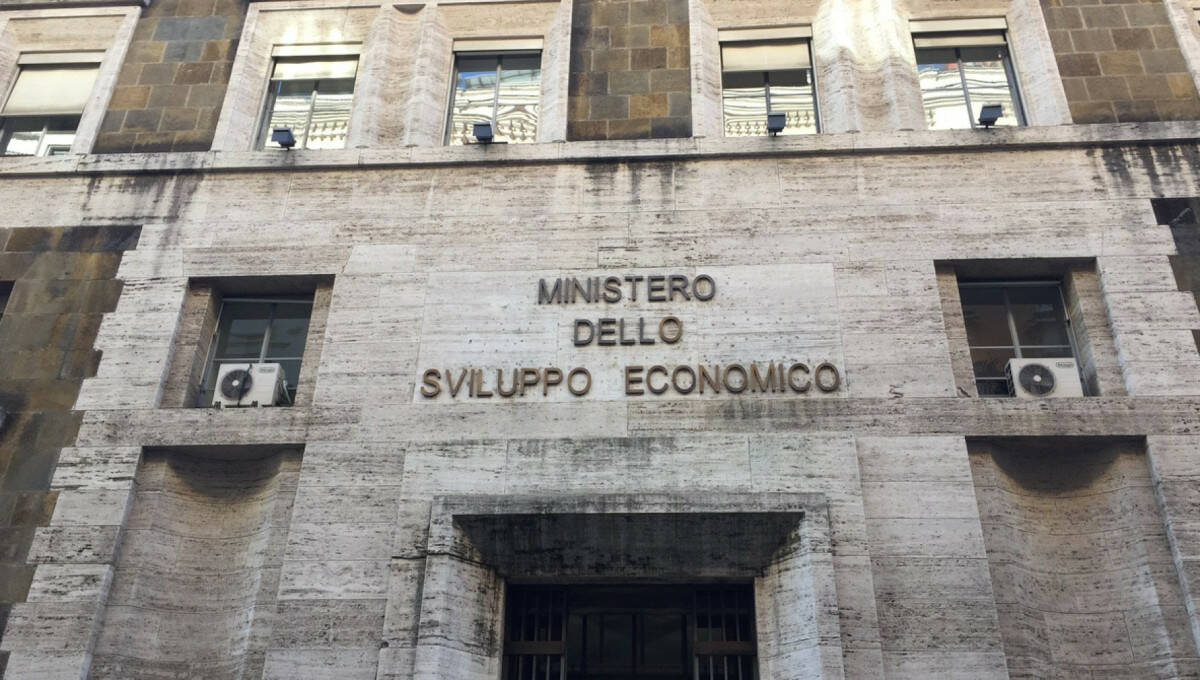 MINISTERO
DELLO
SVILUPPO ECONOMICO